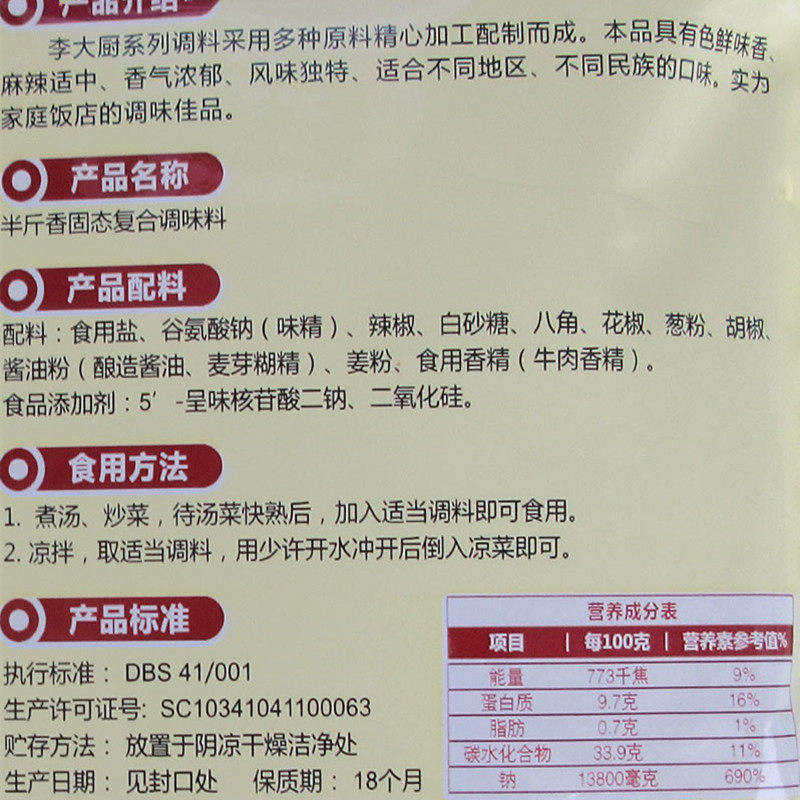 产品介绍
李大厨系列调料采用多种原料精心加工配制而成。本品具有色鲜味香、
麻辣适中、香气浓郁、风味独特、适合不同地区、不同民族的口味。实为
家庭饭店的调味佳品。
产品名称
半斤香固态复合调味料
产品配料
配料：食用盐、谷氨酸钠（味精）、辣椒、白砂糖、八角、花椒、葱粉、胡椒、
酱油粉（酿造酱油、麦芽糊精）、姜粉、食用香精（牛肉香精）。
食品添加剂：5′-呈味核苷酸二钠、二氧化硅。
食用方法
1. 煮汤、炒菜，待汤菜快熟后，加入适当调料即可食用。
2. 凉拌，取适当调料，用少许开水冲开后倒入凉菜即可。
产品标准
执行标准：DBS 41/001
生产许可证号: SC10341041100063
贮存方法：放置于阴凉干燥洁净处
生产日期：见封口处 保质期：18个月
营养成分表
项目 | 每100克 | 营养素参考值%
能量 773千焦 9%
蛋白质 9.7克 16%
脂肪 0.7克 1%
碳水化合物 33.9克 11%
钠 13800毫克 690%